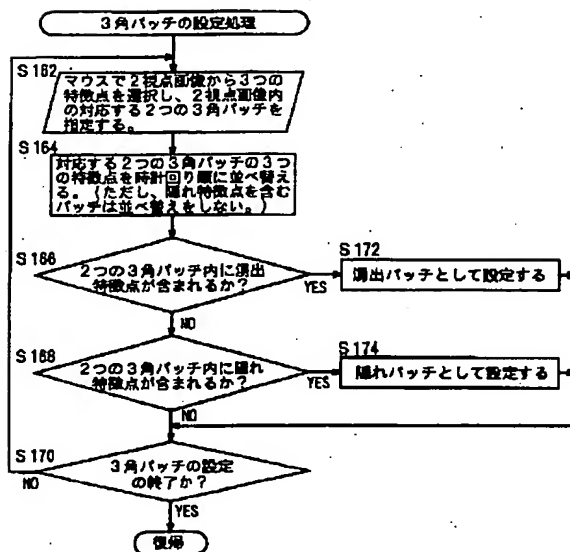 3角パッチの設定処理
S162
マウスで2視点画像から3つの
特徴点を選択し、2視点画像内
の対応する2つの3角パッチを
指定する。
S164
対応する2つの3角パッチの3つ
の特徴点を時計回り順に並べ替え
る。(ただし、隠れ特徴点を含む
パッチは並べ替えをしない。)
S166
2つの3角パッチ内に湧出
特徴点が含まれるか?
YES
S172
湧出パッチとして設定する
NO
S168
2つの3角パッチ内に隠れ
特徴点が含まれるか?
YES
S174
隠れパッチとして設定する
NO
S170
3角パッチの設定
の終了か?
NO
YES
復帰